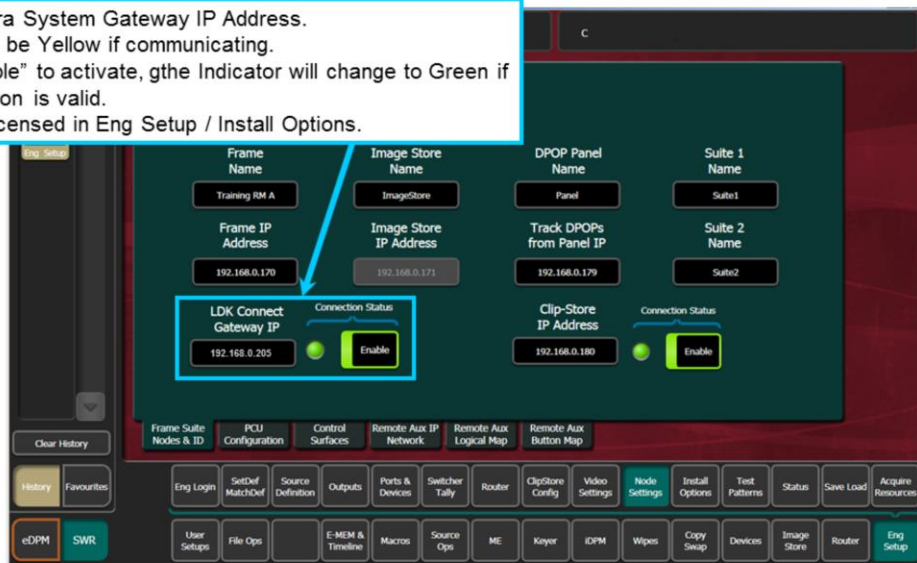 ra System Gateway IP Address.
be Yellow if communicating.
ble" to activate, gthe Indicator will change to Green if
on is valid.
censed in Eng Setup / Install Options.
C
Eng Setup
Frame
Name
Image Store
Name
DPOP Panel
Name
Suite 1
Name
Training RM A
ImageStore
Panel
Suite1
Frame IP
Address
Image Store
IP Address
Track DPOPs
from Panel IP
Suite 2
Name
192.168.0.170
192.168.0.171
192.168.0.179
Suite2
LDK Connect
Gateway IP
Connection Status
Clip-Store
IP Address
Connection Status
192.168.0.205
Enable
192.168.0.180
Enable
Frame Suite
Nodes & ID
PCU
Configuration
Control
Surfaces
Remote Aux IP
Network
Remote Aux
Logical Map
Remote Aux
Button Map
Clear History
History
Favourites
Eng Login
SetDef
MatchDef
Source
Definition
Outputs
Ports &
Devices
Switcher
Tally
Router
ClipStore
Config
Video
Settings
Node
Settings
Install
Options
Test
Patterns
Status
Save Load
Acquire
Resources
eDPM
SWR
User
Setups
File Ops
E-MEM &
Timeline
Macros
Source
Ops
ME
Keyer
iDPM
Wipes
Copy
Swap
Devices
Image
Store
Router
Eng
Setup